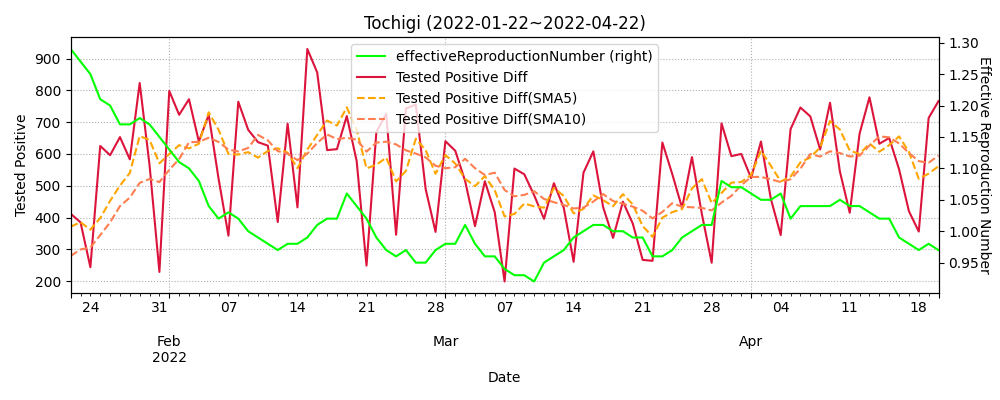 Tochigi (2022-01-22~2022-04-22)
effectiveReproductionNumber (right)
Tested Positive Diff
Tested Positive Diff(SMA5)
Tested Positive Diff(SMA10)
Tested Positive
900
800
700
600
500
400
300
200
1.30
1.25
1.20
1.15
1.10
1.05
1.00
0.95
Effective Reproduction Number
24 31 07 14 21 28 07 14 21 28 04 11 18
Feb Mar Apr
2022
Date